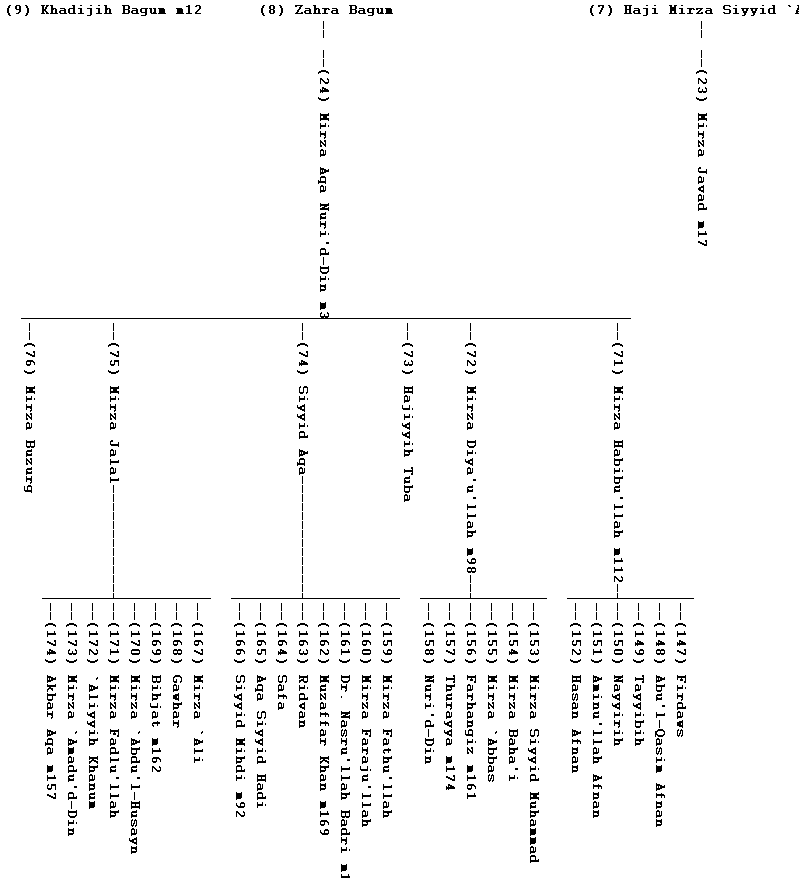 (9) Khadijih Bagum m12
(8) Zahra Bagum
(7) Haji Mirza Siyyid `A
(24) Mirza Aqa Nuri'd-Din m3
(23) Mirza Javad m17
(76) Mirza Buzurg
(75) Mirza Jalal
(74) Siyyid Aqa
(73) Hajiyyih Tuba
(72) Mirza Diya'u'llah m98
(71) Mirza Habibu'llah m112
(174) Akbar Aqa m157
(173) Mirza `Amadu'd-Din
(172) `Aliyyih Khanum
(171) Mirza Fadlu'llah
(170) Mirza `Abdu'l-Husayn
(169) Bihjat m162
(168) Gawhar
(167) Mirza `Ali
(166) Siyyid Mihdi m92
(165) Aqa Siyyid Hadi
(164) Safa
(163) Ridvan
(162) Muzaffar Khan m169
(161) Dr. Nasru'llah Badri m1
(160) Mirza Faraju'llah
(159) Mirza Fathu'llah
(158) Nuri'd-Din
(157) Thurayya m174
(156) Farhangiz m161
(155) Mirza `Abbas
(154) Mirza Baha'i
(153) Mirza Siyyid Muhammad
(152) Hasan Afnan
(151) Aminu'llah Afnan
(150) Nayyirih
(149) Tayyibih
(148) Abu'l-Qasim Afnan
(147) Firdaws